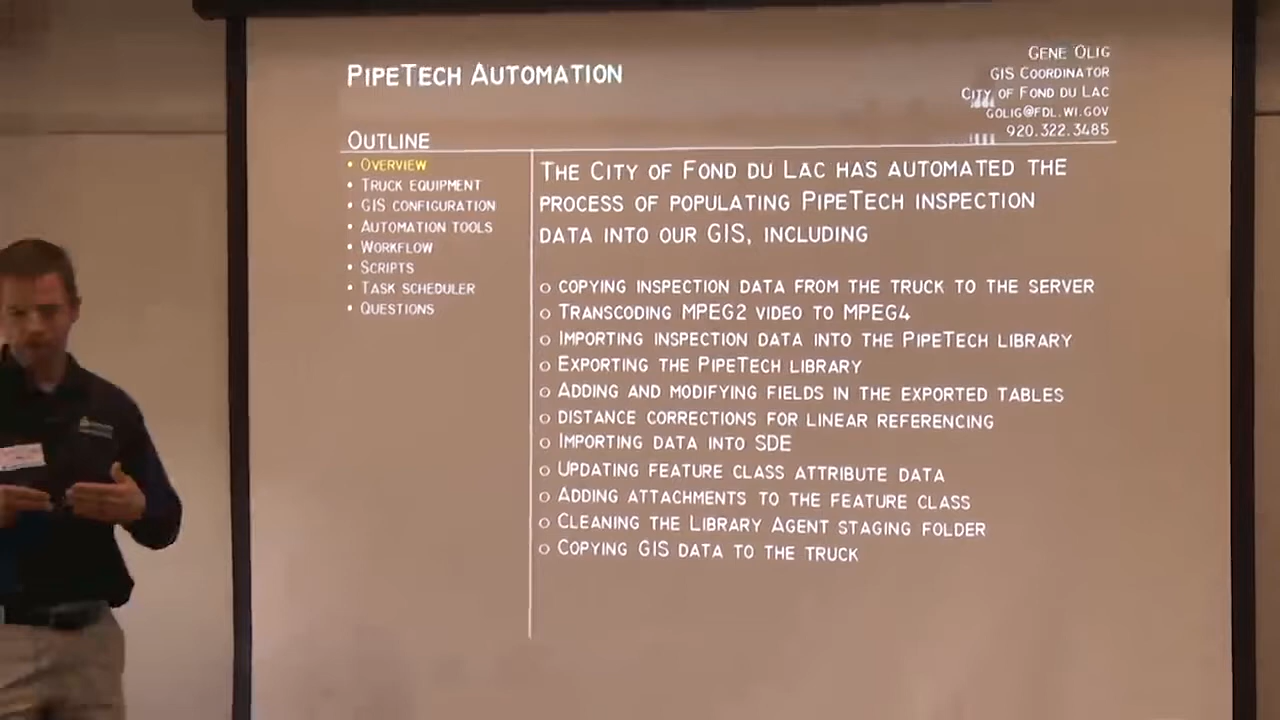 PipeTech Automation
Gene Olig
GIS Coordinator
City of Fond du Lac
golig@fdl.wi.gov
920.322.3485
Outline
• Overview
• Truck equipment
• GIS configuration
• Automation tools
• Workflow
• Scripts
• Task scheduler
• Questions
The City of Fond du Lac has automated the
process of populating PipeTech inspection
data into our GIS, including
o copying inspection data from the truck to the server
o Transcoding MPEG2 video to MPEG4
o Importing inspection data into the PipeTech library
o Exporting the PipeTech library
o Adding and modifying fields in the exported tables
o distance corrections for linear referencing
o Importing data into SDE
o Updating feature class attribute data
o Adding attachments to the feature class
o Cleaning the Library Agent staging folder
o Copying GIS data to the truck